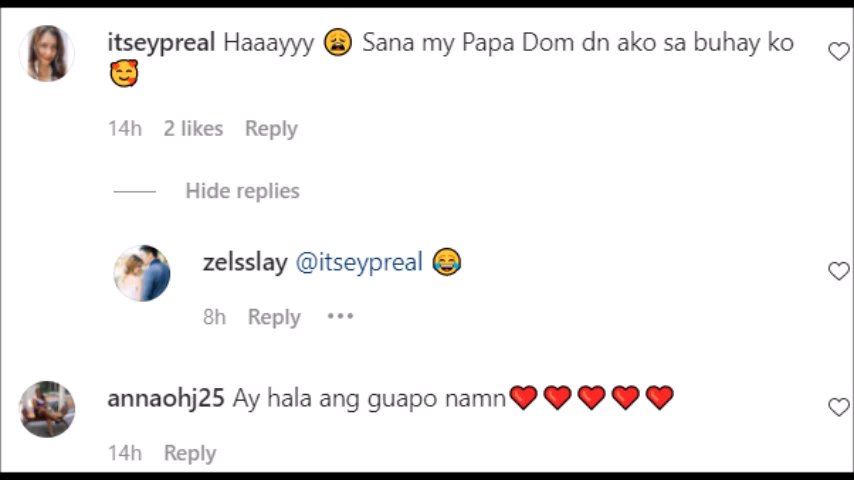 itseypreal Haaayyy 😩 Sana my Papa Dom dn ako sa buhay ko
🥰
14h 2 likes Reply
Hide replies
zelsslay @itseypreal 😂
8h Reply •••
annaohj25 Ay hala ang guapo namn❤️❤️❤️❤️❤️
14h Reply